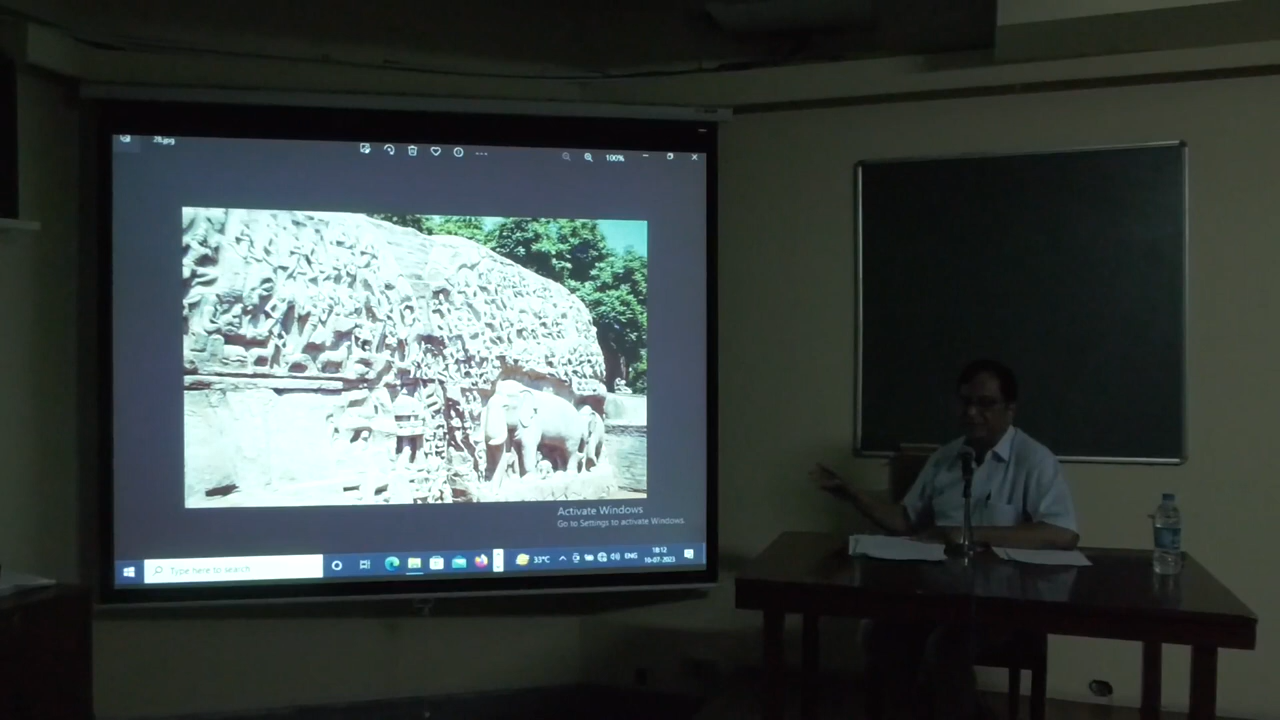 28.jpg
100%
Activate Windows
Go to Settings to activate Windows.
Type here to search
33°C
ENG
18:12
10-07-2023